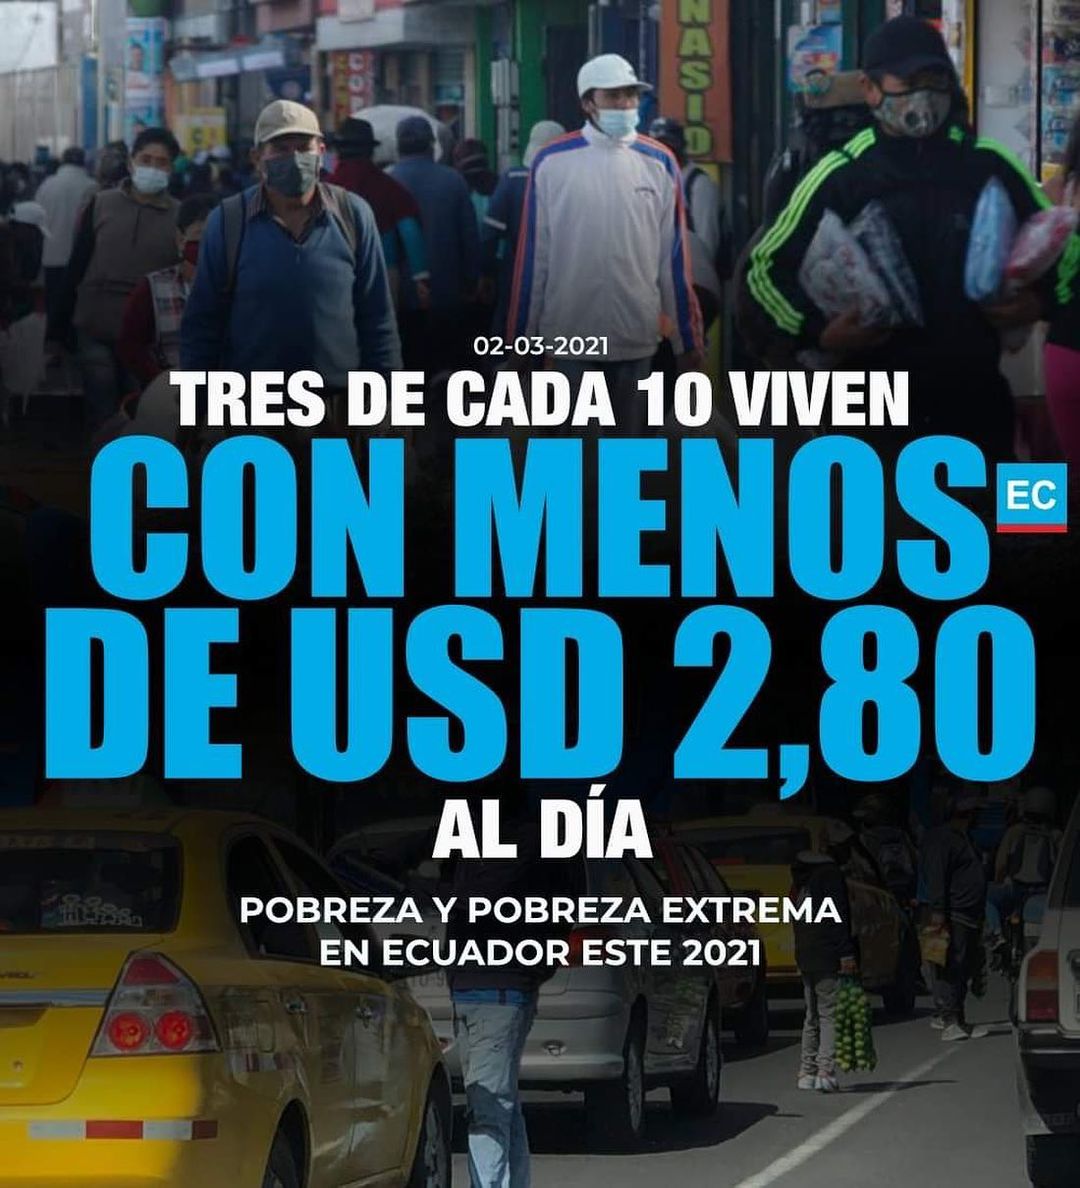 NASIO
02-03-2021
TRES DE CADA 10 VIVEN
CON MENOS
EC
DE USD 2,80
AL DÍA
POBREZA Y POBREZA EXTREMA
EN ECUADOR ESTE 2021